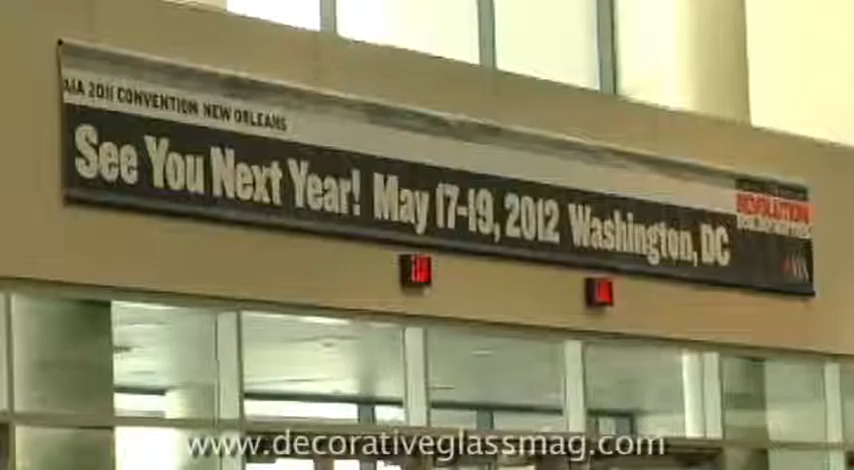 AIA 2011 CONVENTION NEW ORLEANS
See You Next Year! May 17-19, 2012 Washington, DC
REVOLUTION
AIA
www.decorativeglassmag.com